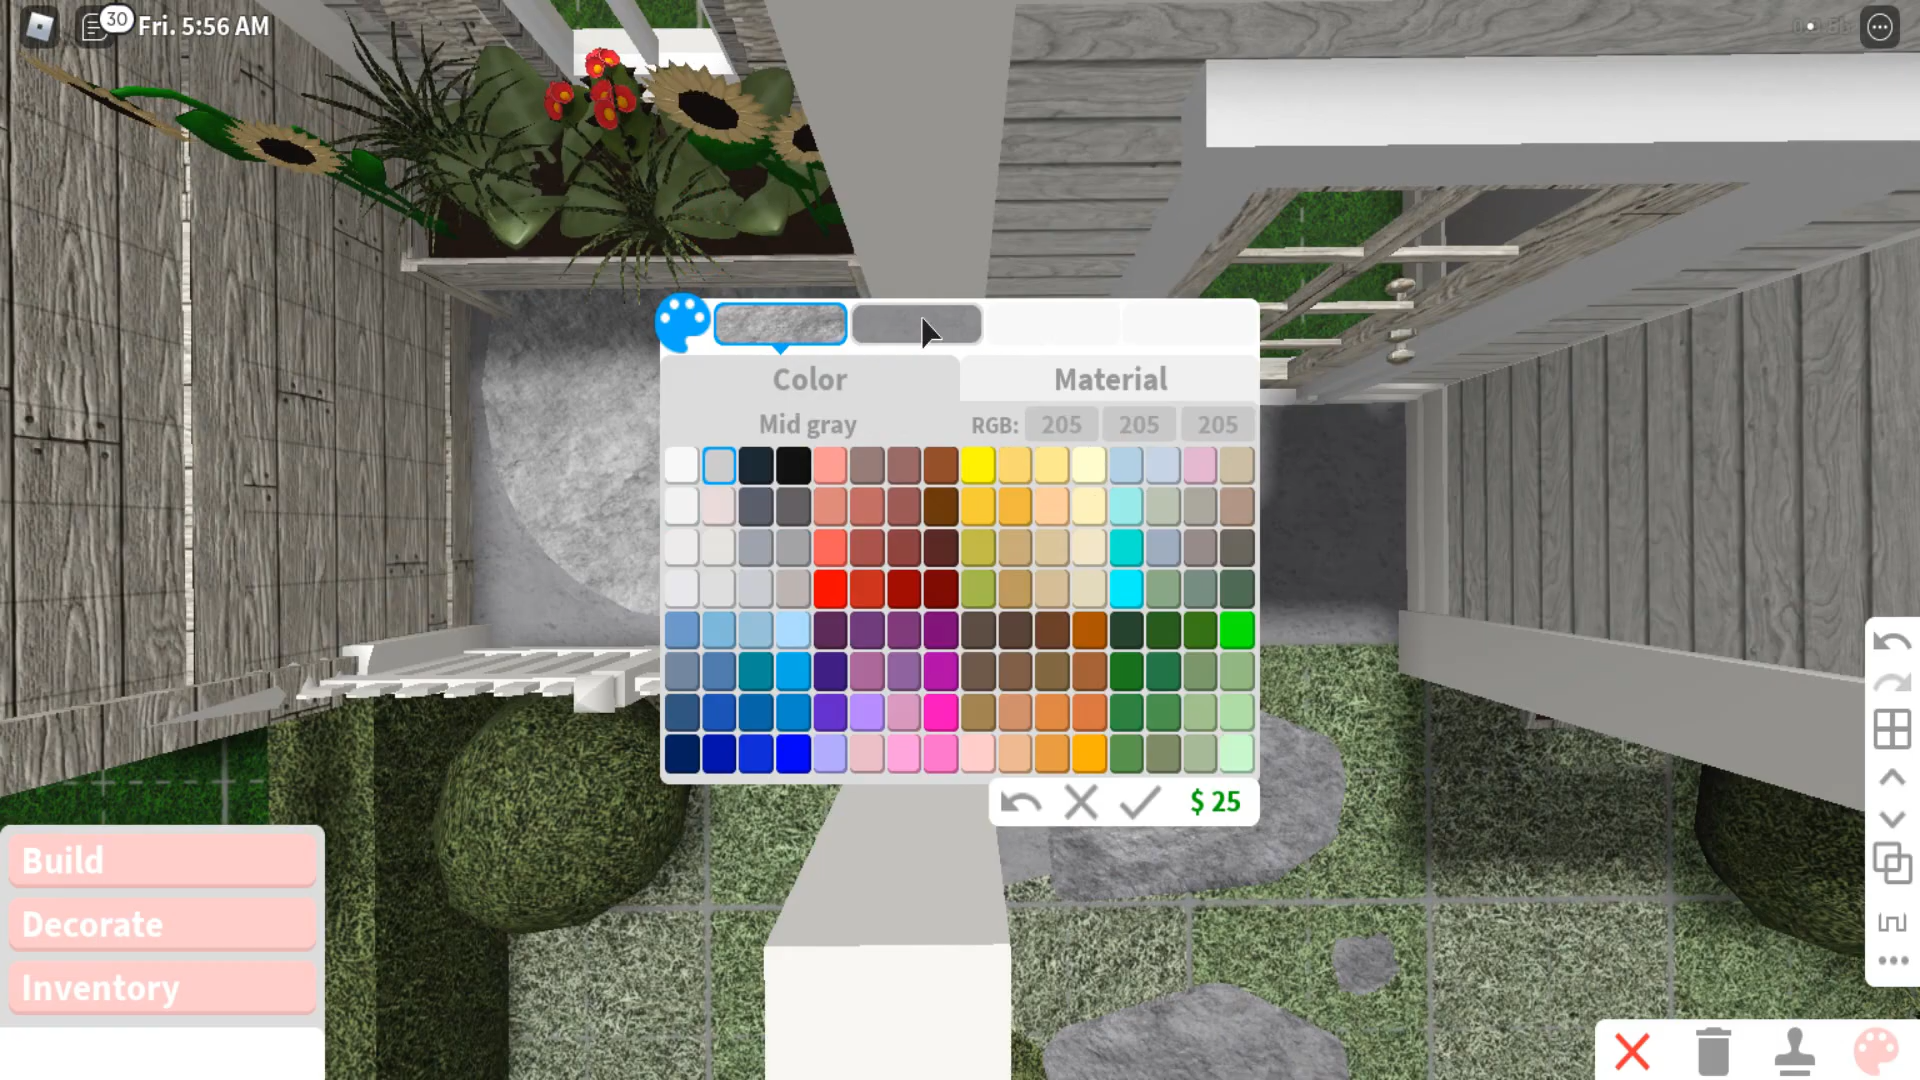 30 Fri. 5:56 AM
Color
Material
Mid gray
RGB: 205 205 205
$ 25
Build
Decorate
Inventory